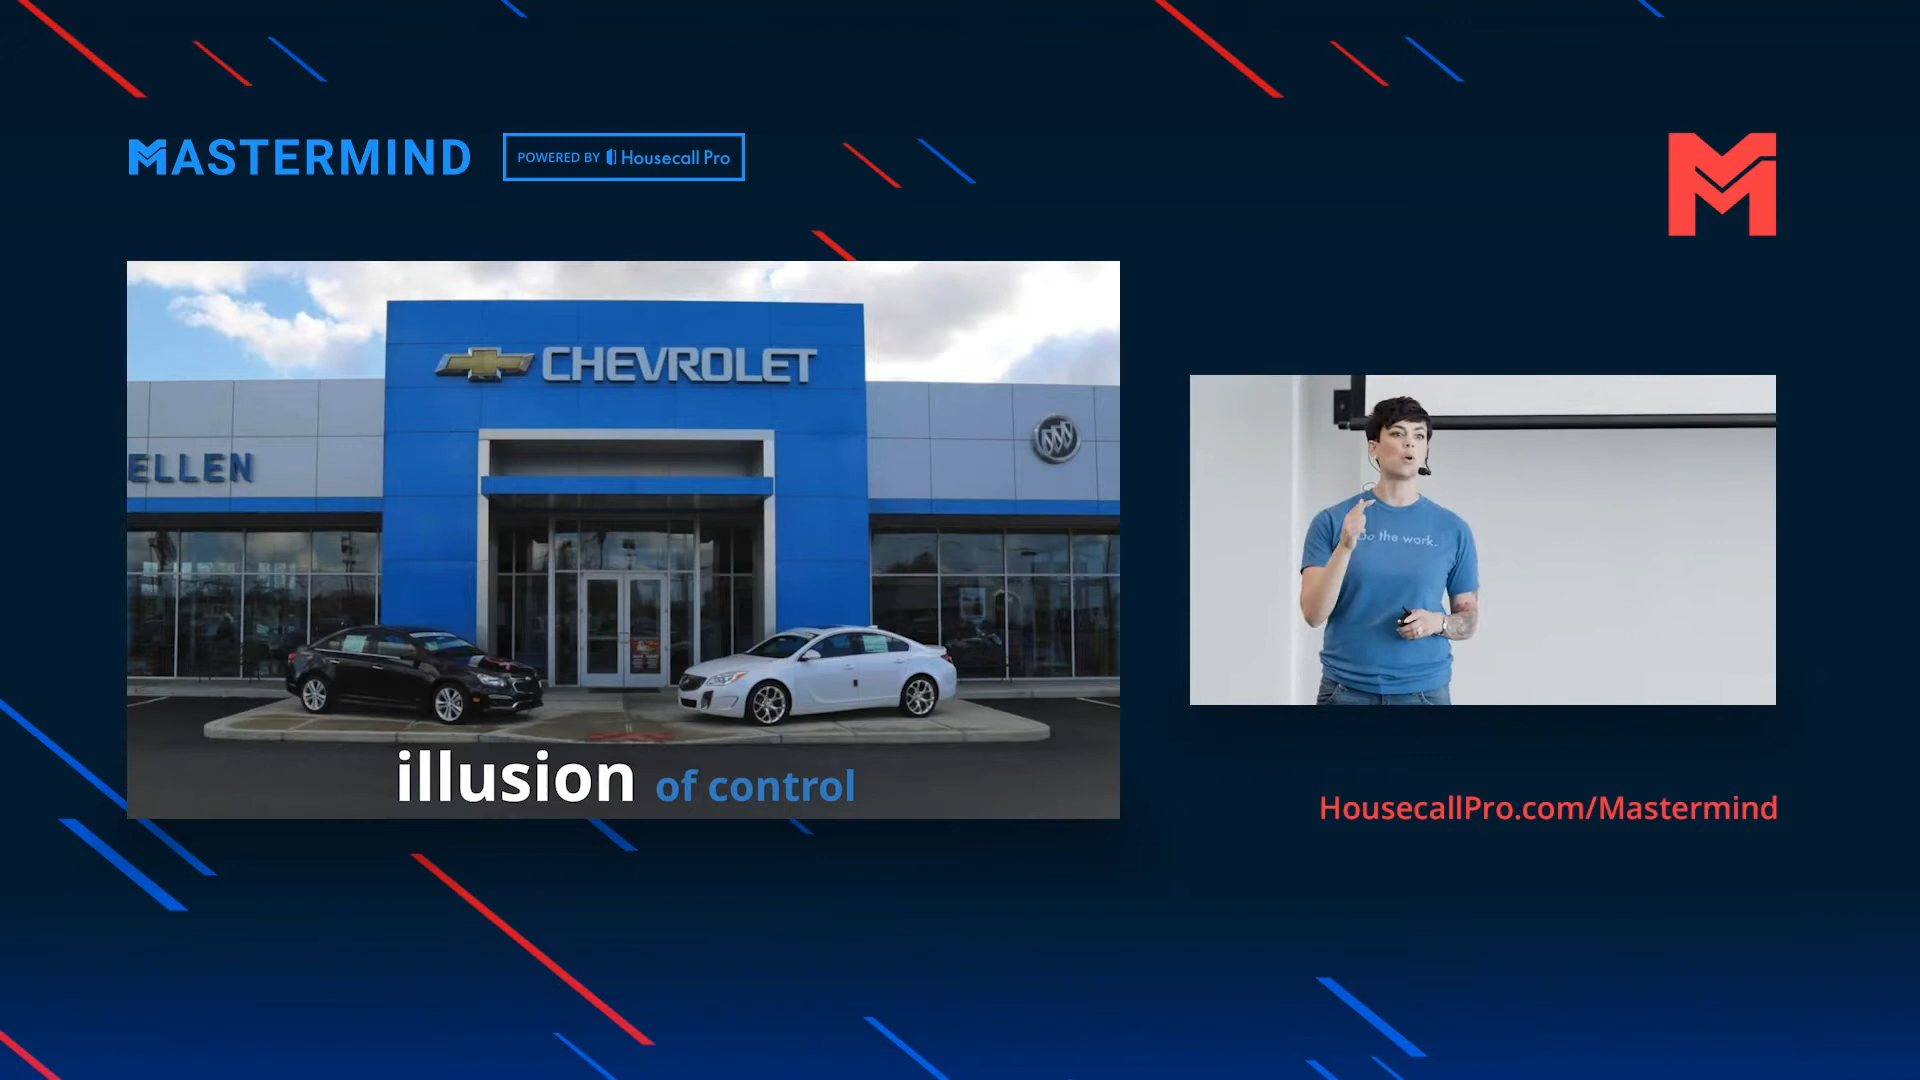 MASTERMIND
POWERED BY Housecall Pro
CHEVROLET
ELLEN
Do the work.
illusion of control
HousecallPro.com/Mastermind